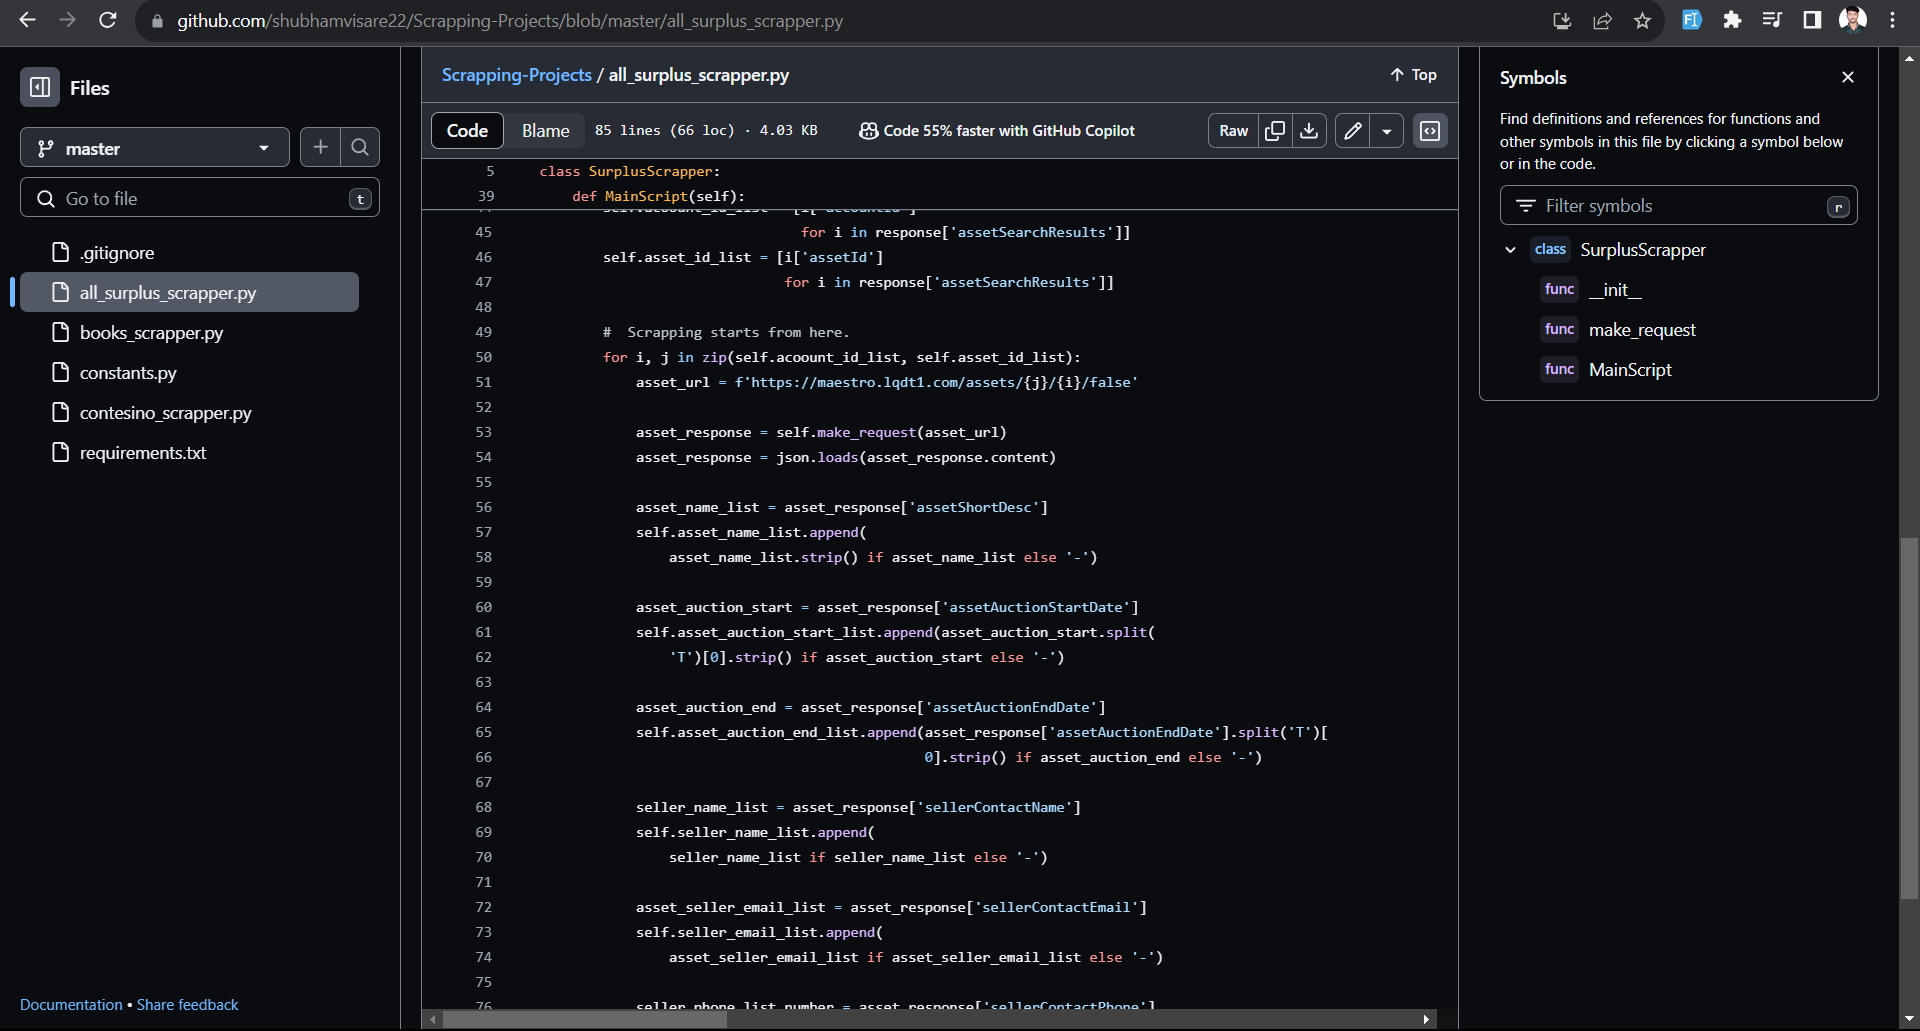 github.com/shubhamvisare22/Scrapping-Projects/blob/master/all_surplus_scrapper.py
Files
master
Go to file
t
.gitignore
all_surplus_scrapper.py
books_scrapper.py
constants.py
contesino_scrapper.py
requirements.txt
Documentation • Share feedback
Scrapping-Projects / all_surplus_scrapper.py
Top
Code Blame 85 lines (66 loc) · 4.03 KB Code 55% faster with GitHub Copilot Raw
5 class SurplusScrapper:
39 def MainScript(self):
45 for i in response['assetSearchResults']]
46 self.asset_id_list = [i['assetId']
47 for i in response['assetSearchResults']]
48
49 #  Scrapping starts from here.
50 for i, j in zip(self.acoount_id_list, self.asset_id_list):
51 asset_url = f'https://maestro.lqdt1.com/assets/{j}/{i}/false'
52
53 asset_response = self.make_request(asset_url)
54 asset_response = json.loads(asset_response.content)
55
56 asset_name_list = asset_response['assetShortDesc']
57 self.asset_name_list.append(
58 asset_name_list.strip() if asset_name_list else '-')
59
60 asset_auction_start = asset_response['assetAuctionStartDate']
61 self.asset_auction_start_list.append(asset_auction_start.split(
62 'T')[0].strip() if asset_auction_start else '-')
63
64 asset_auction_end = asset_response['assetAuctionEndDate']
65 self.asset_auction_end_list.append(asset_response['assetAuctionEndDate'].split('T')[
66 0].strip() if asset_auction_end else '-')
67
68 seller_name_list = asset_response['sellerContactName']
69 self.seller_name_list.append(
70 seller_name_list if seller_name_list else '-')
71
72 asset_seller_email_list = asset_response['sellerContactEmail']
73 self.seller_email_list.append(
74 asset_seller_email_list if asset_seller_email_list else '-')
75
76 seller_phone_list_number = asset_response['sellerContactPhone']
Symbols
Find definitions and references for functions and
other symbols in this file by clicking a symbol below
or in the code.
Filter symbols
r
class SurplusScrapper
func __init__
func make_request
func MainScript